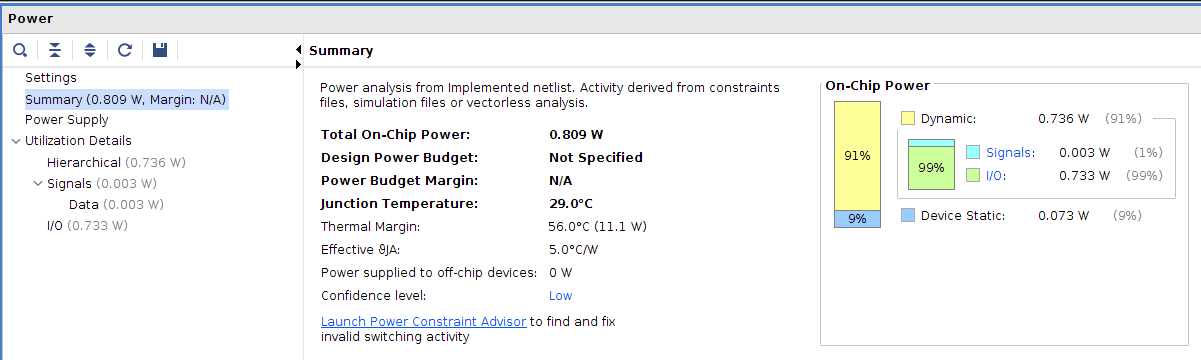 Power
Summary
Settings
Summary (0.809 W, Margin: N/A)
Power Supply
Utilization Details
Hierarchical (0.736 W)
Signals (0.003 W)
Data (0.003 W)
I/O (0.733 W)
Power analysis from Implemented netlist. Activity derived from constraints
files, simulation files or vectorless analysis.
Total On-Chip Power: 0.809 W
Design Power Budget: Not Specified
Power Budget Margin: N/A
Junction Temperature: 29.0°C
Thermal Margin: 56.0°C (11.1 W)
Effective ϑJA: 5.0°C/W
Power supplied to off-chip devices: 0 W
Confidence level: Low
Launch Power Constraint Advisor to find and fix
invalid switching activity
On-Chip Power
91%
9%
Dynamic: 0.736 W (91%)
99%
Signals: 0.003 W (1%)
I/O: 0.733 W (99%)
Device Static: 0.073 W (9%)